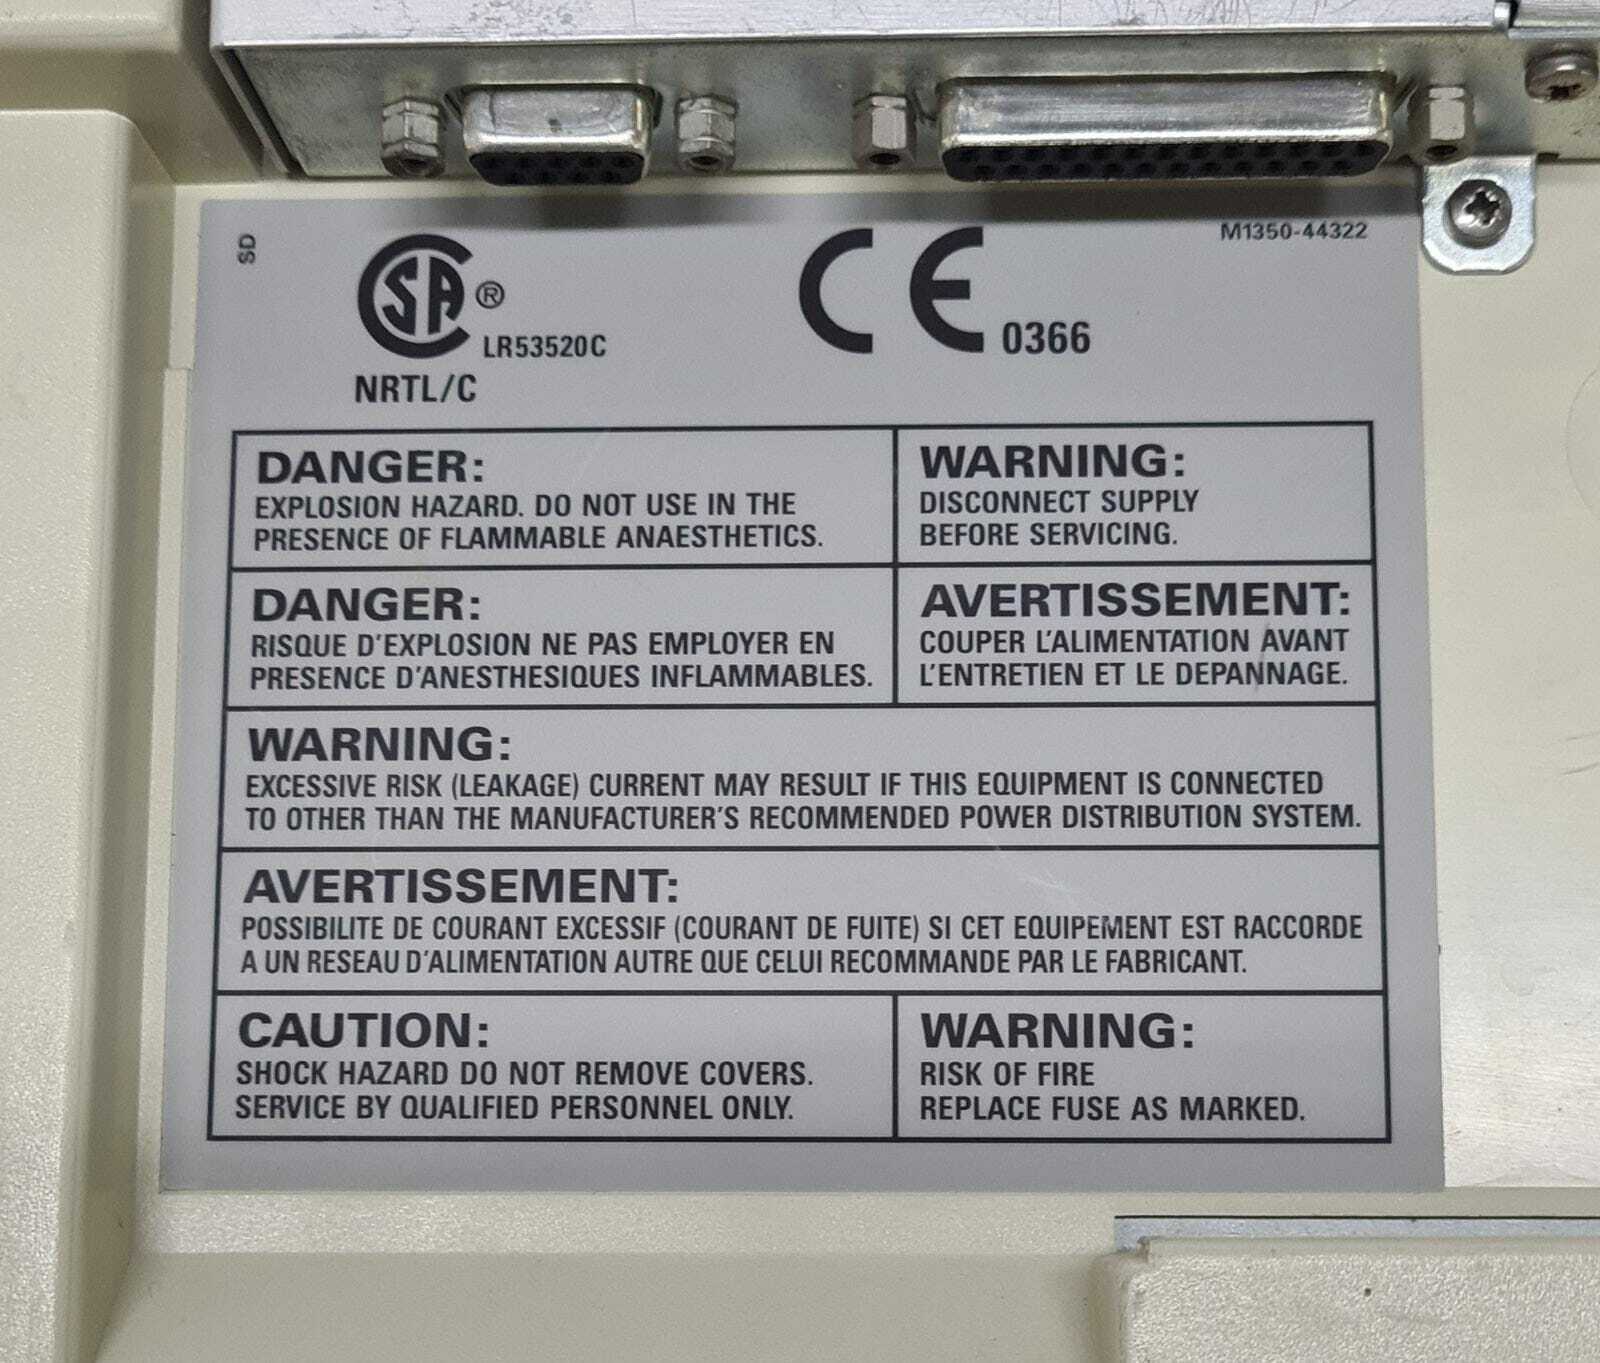 SD
M1350-44322
CSA®
LR53520C
NRTL/C
CE 0366
DANGER:
EXPLOSION HAZARD. DO NOT USE IN THE
PRESENCE OF FLAMMABLE ANAESTHETICS.
WARNING:
DISCONNECT SUPPLY
BEFORE SERVICING.
DANGER:
RISQUE D'EXPLOSION NE PAS EMPLOYER EN
PRESENCE D'ANESTHESIQUES INFLAMMABLES.
AVERTISSEMENT:
COUPER L'ALIMENTATION AVANT
L'ENTRETIEN ET LE DEPANNAGE.
WARNING:
EXCESSIVE RISK (LEAKAGE) CURRENT MAY RESULT IF THIS EQUIPMENT IS CONNECTED
TO OTHER THAN THE MANUFACTURER'S RECOMMENDED POWER DISTRIBUTION SYSTEM.
AVERTISSEMENT:
POSSIBILITE DE COURANT EXCESSIF (COURANT DE FUITE) SI CET EQUIPEMENT EST RACCORDE
A UN RESEAU D'ALIMENTATION AUTRE QUE CELUI RECOMMANDE PAR LE FABRICANT.
CAUTION:
SHOCK HAZARD DO NOT REMOVE COVERS.
SERVICE BY QUALIFIED PERSONNEL ONLY.
WARNING:
RISK OF FIRE
REPLACE FUSE AS MARKED.